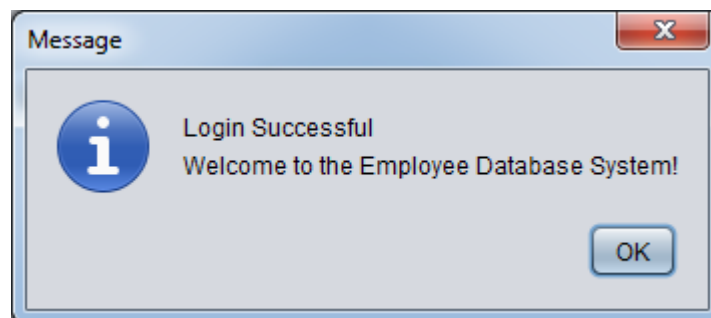 Message
Login Successful
Welcome to the Employee Database System!
OK